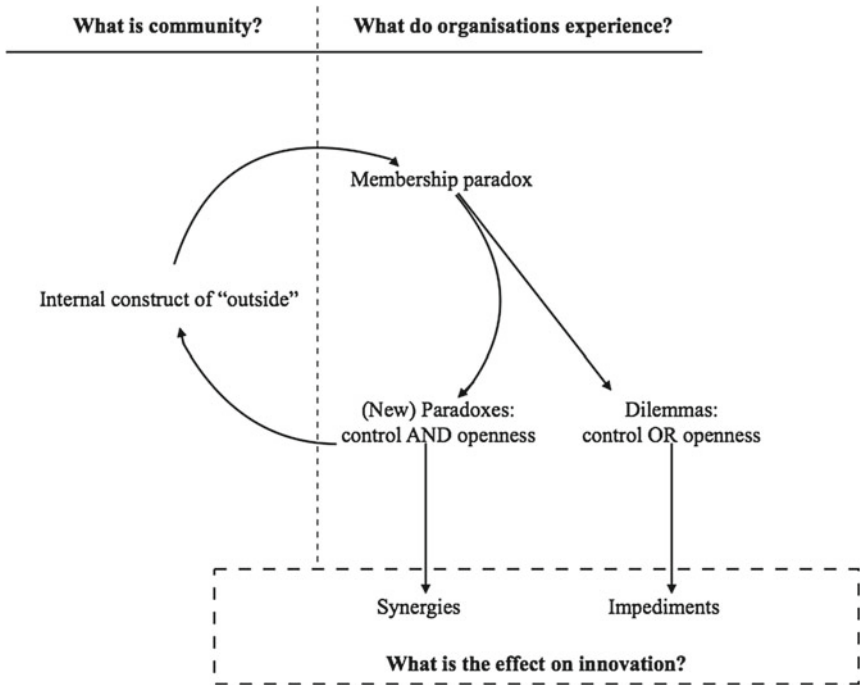 What is community?
What do organisations experience?
Membership paradox
Internal construct of “outside”
(New) Paradoxes:
control AND openness
Dilemmas:
control OR openness
Synergies
Impediments
What is the effect on innovation?